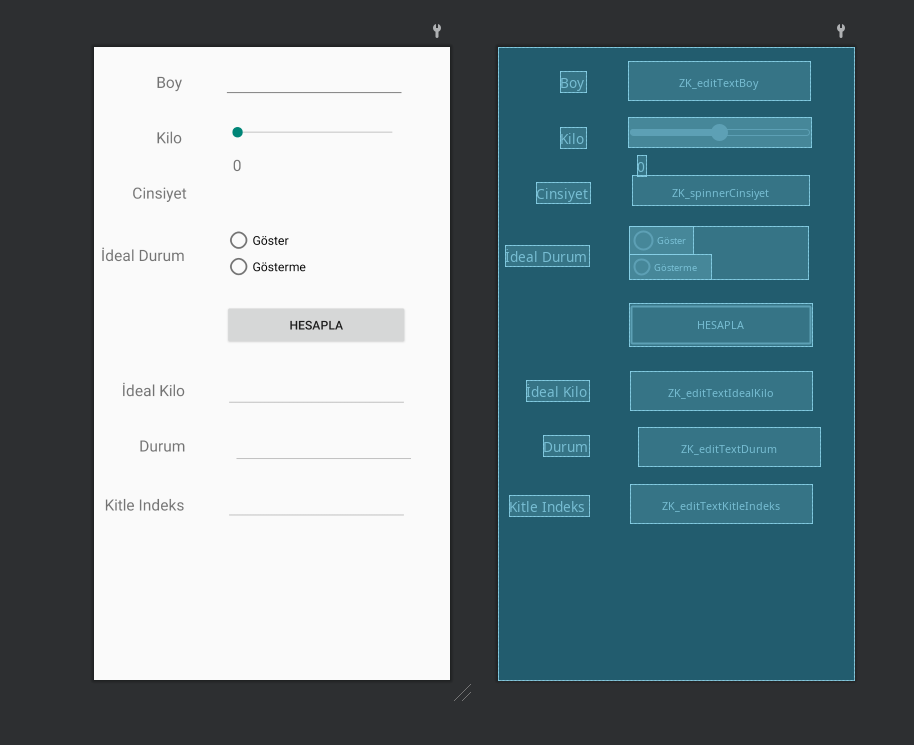 Boy
Kilo
0
Cinsiyet
İdeal Durum
Göster
Gösterme
HESAPLA
İdeal Kilo
Durum
Kitle Indeks
Boy
ZK_editTextBoy
Kilo
0
Cinsiyet
ZK_spinnerCinsiyet
İdeal Durum
Göster
Gösterme
HESAPLA
İdeal Kilo
ZK_editTextIdealKilo
Durum
ZK_editTextDurum
Kitle Indeks
ZK_editTextKitleIndeks